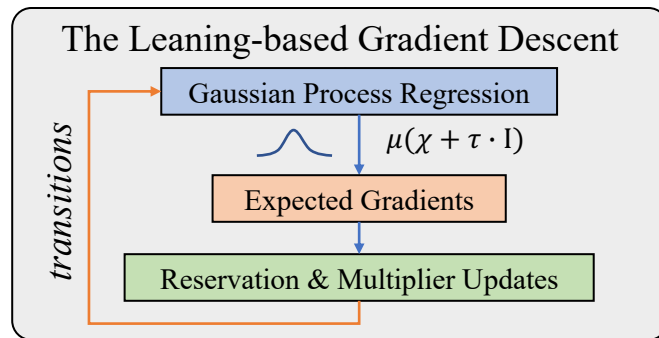 The Leaning-based Gradient Descent
Gaussian Process Regression
μ(χ + τ · I)
transitions
Expected Gradients
Reservation & Multiplier Updates